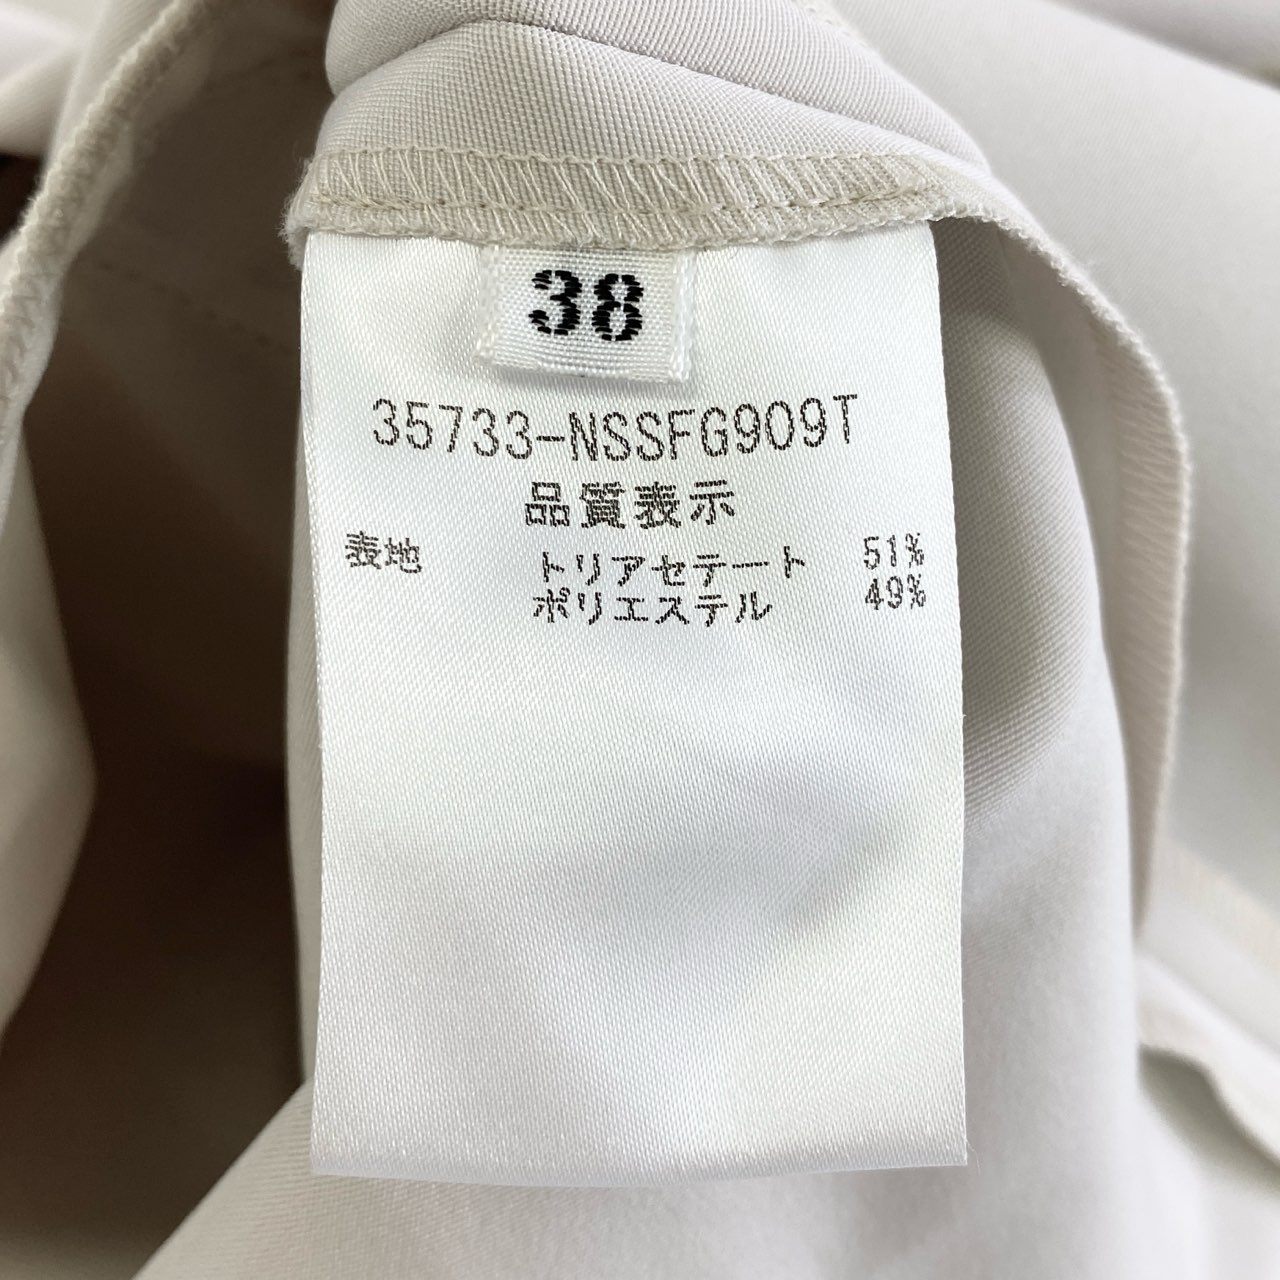 38
35733-NSSFG909T
品質表示
表地 トリアセテート 51%
ポリエステル 49%